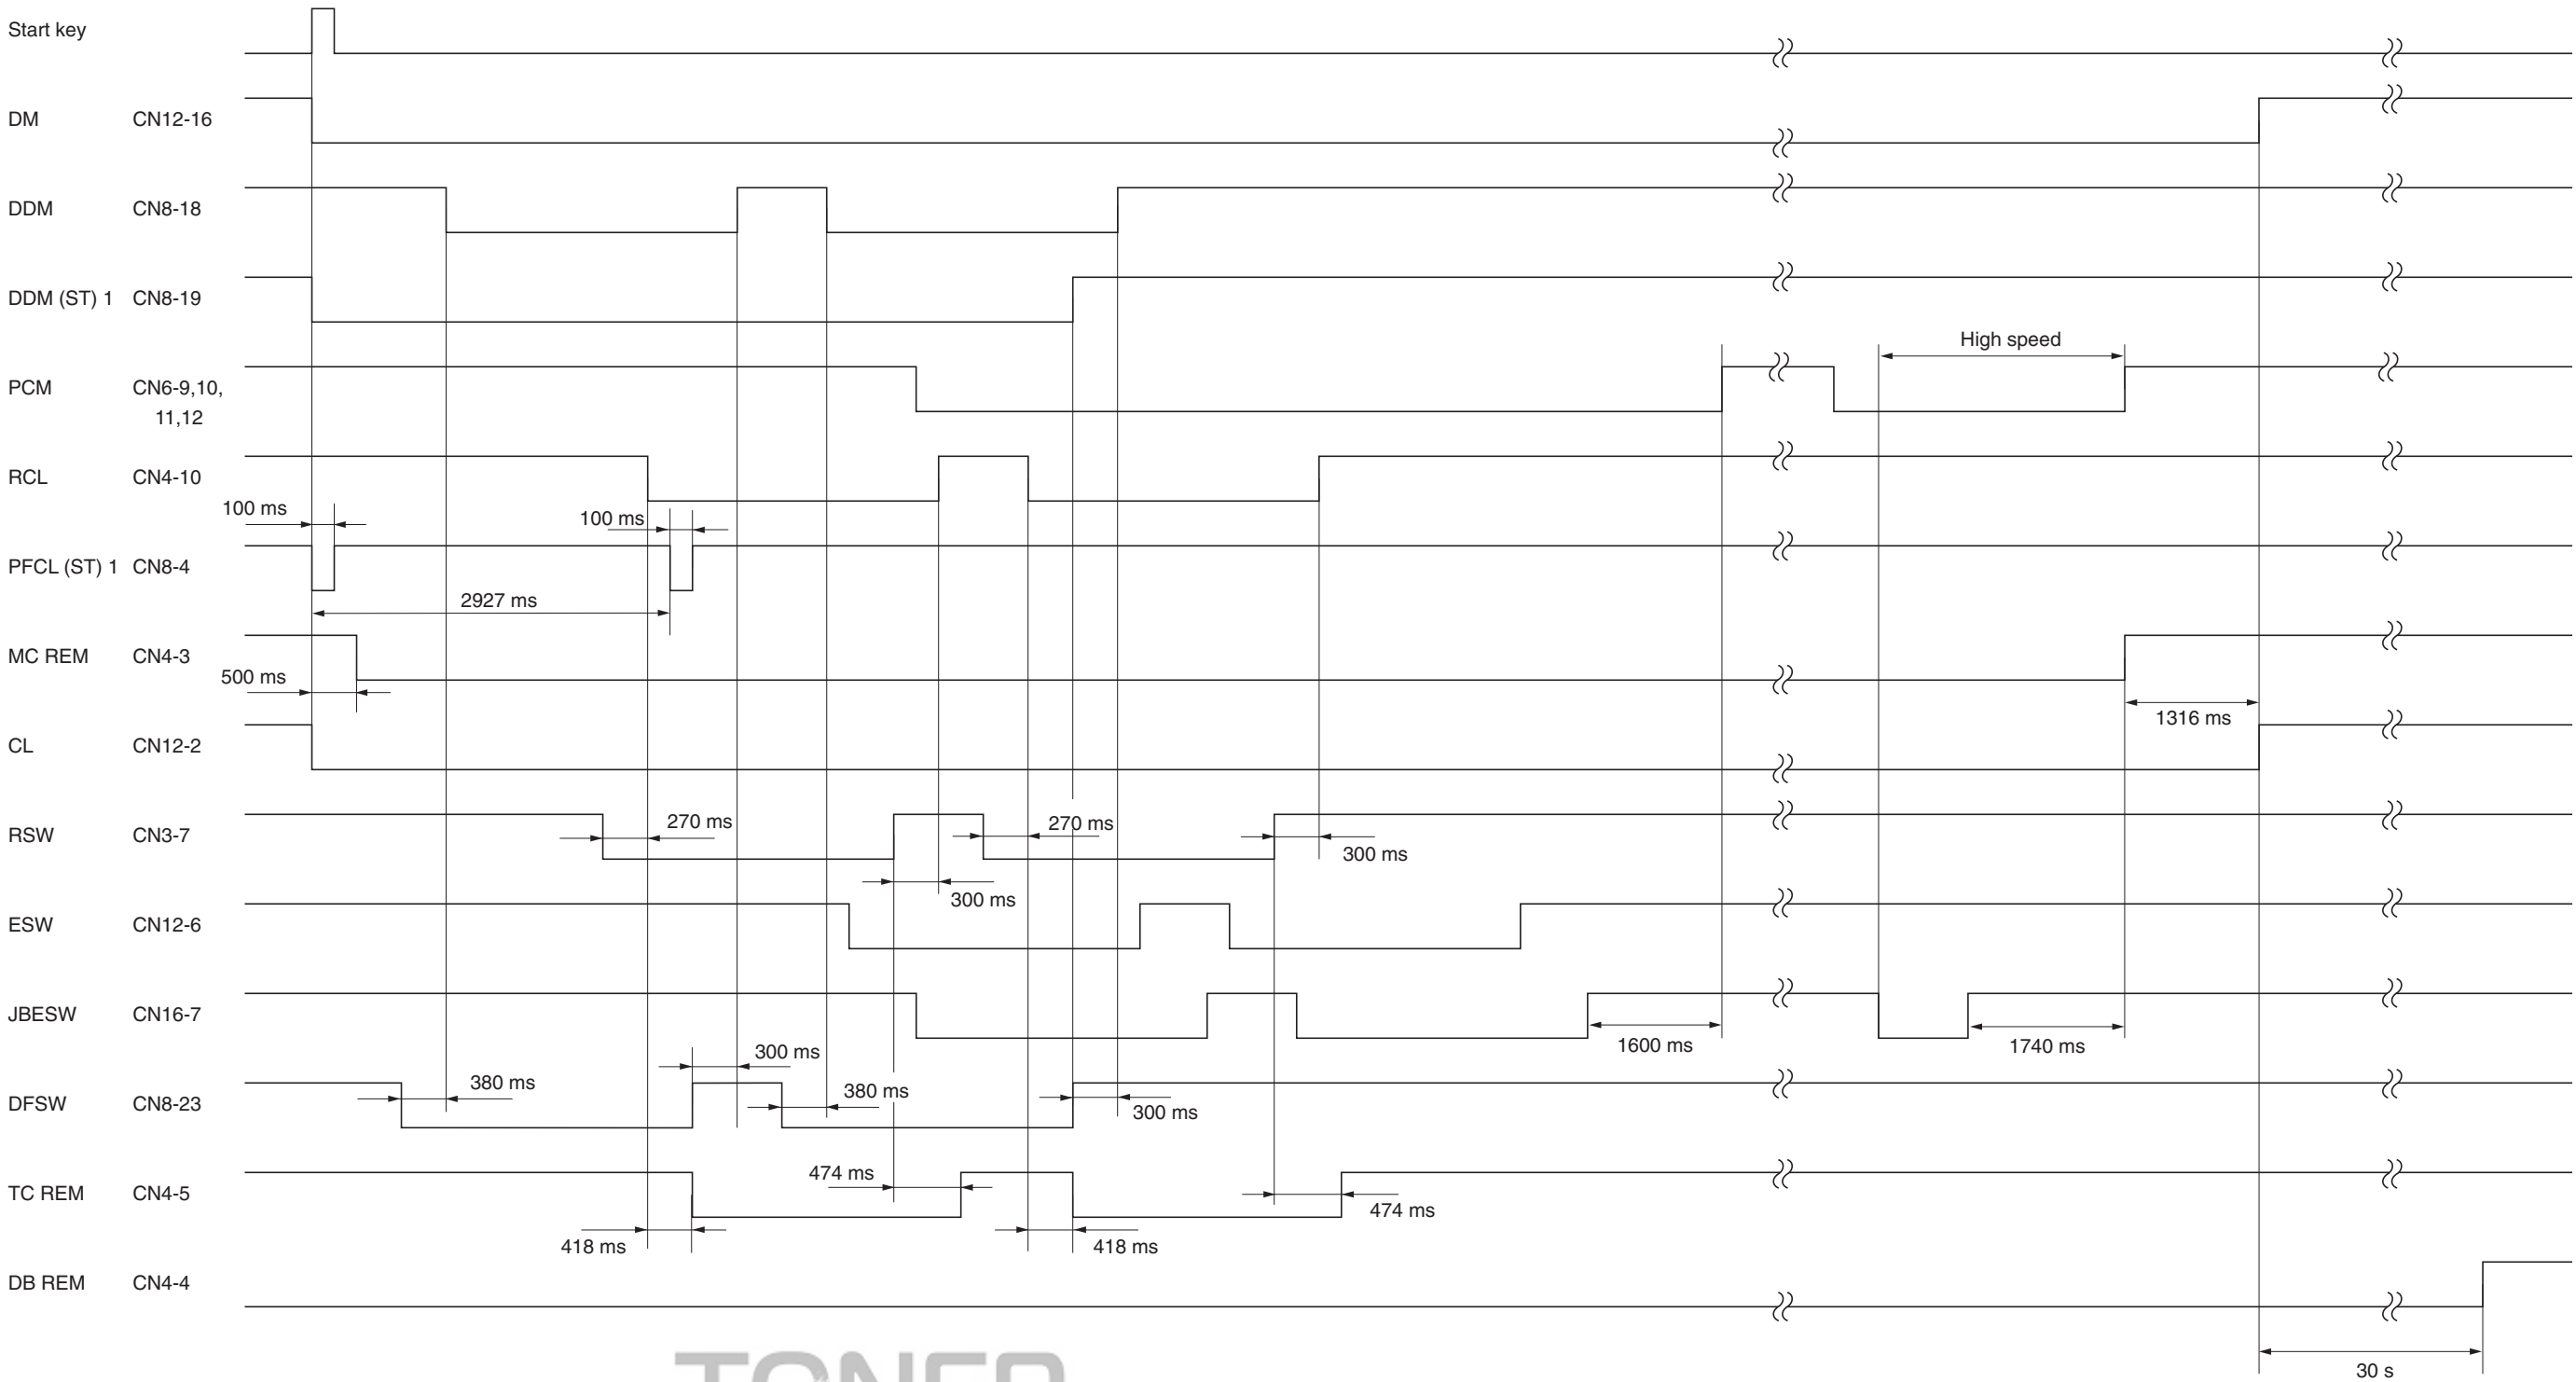 Start key
DM CN12-16
DDM CN8-18
DDM (ST) 1 CN8-19
High speed
PCM CN6-9,10,
11,12
RCL CN4-10
100 ms
100 ms
PFCL (ST) 1 CN8-4
2927 ms
MC REM CN4-3
500 ms
1316 ms
CL CN12-2
RSW CN3-7
270 ms
270 ms
300 ms
300 ms
ESW CN12-6
JBESW CN16-7
1600 ms
1740 ms
300 ms
380 ms
380 ms
DFSW CN8-23
300 ms
474 ms
TC REM CN4-5
474 ms
418 ms
418 ms
DB REM CN4-4
30 s
TONER